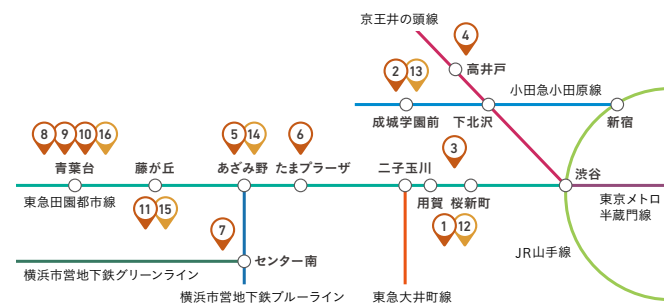 京王井の頭線
4
高井戸
2 13
小田急小田原線
成城学園前
下北沢
新宿
8 9 10 16
5 14
6
3
青葉台
藤が丘
あざみ野
たまプラーザ
二子玉川
渋谷
東急田園都市線
用賀
桜新町
東京メトロ
半蔵門線
11 15
1 12
7
センター南
JR山手線
横浜市営地下鉄グリーンライン
横浜市営地下鉄ブルーライン
東急大井町線